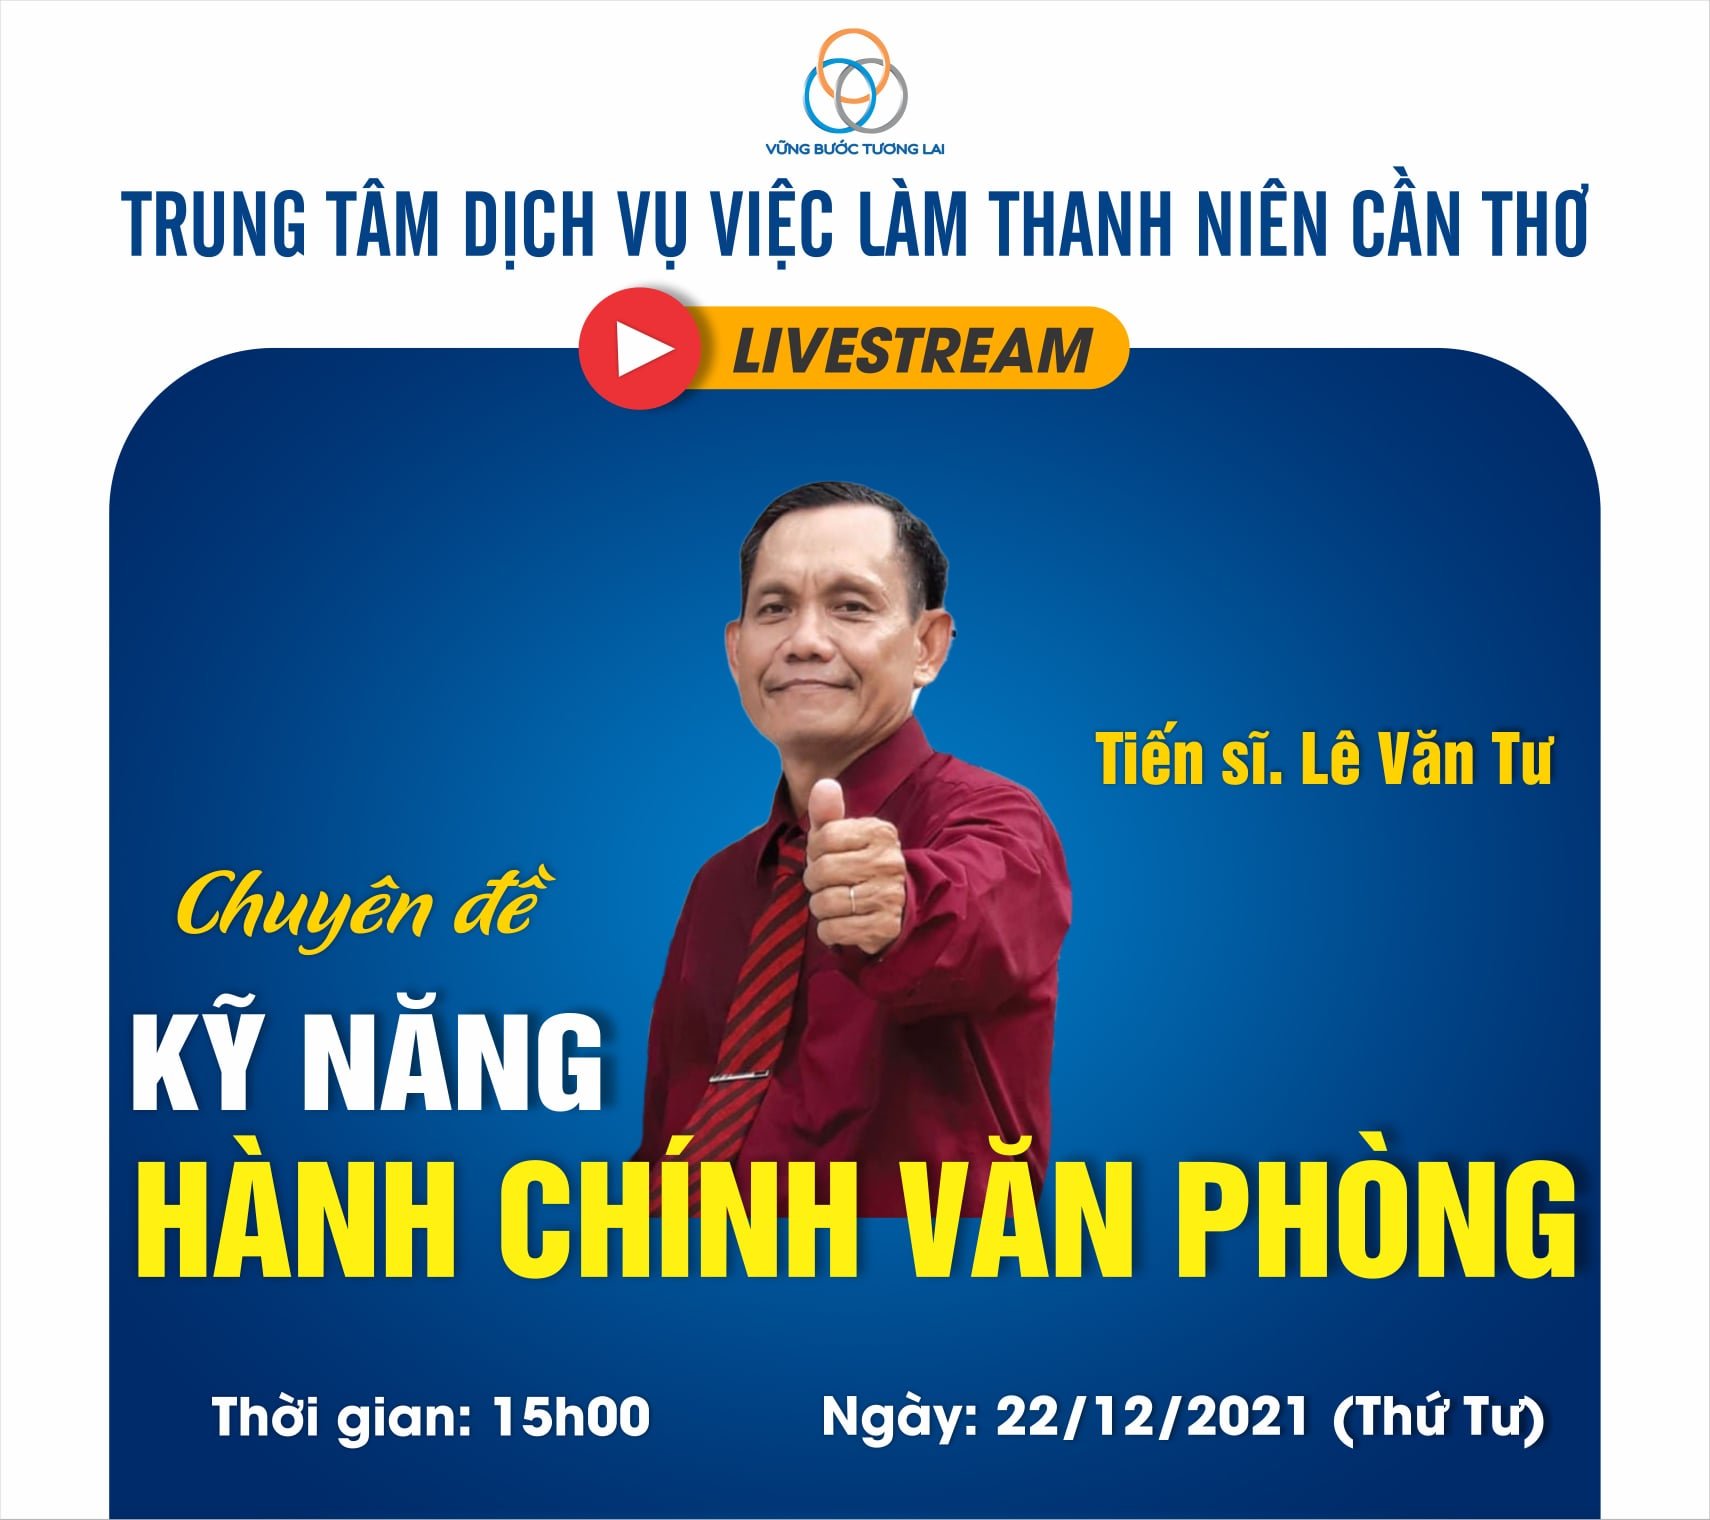 VỮNG BƯỚC TƯƠNG LAI
TRUNG TÂM DỊCH VỤ VIỆC LÀM THANH NIÊN CẦN THƠ
LIVESTREAM
Tiến sĩ. Lê Văn Tư
Chuyên đề
KỸ NĂNG
HÀNH CHÍNH VĂN PHÒNG
Thời gian: 15h00
Ngày: 22/12/2021 (Thứ Tư)